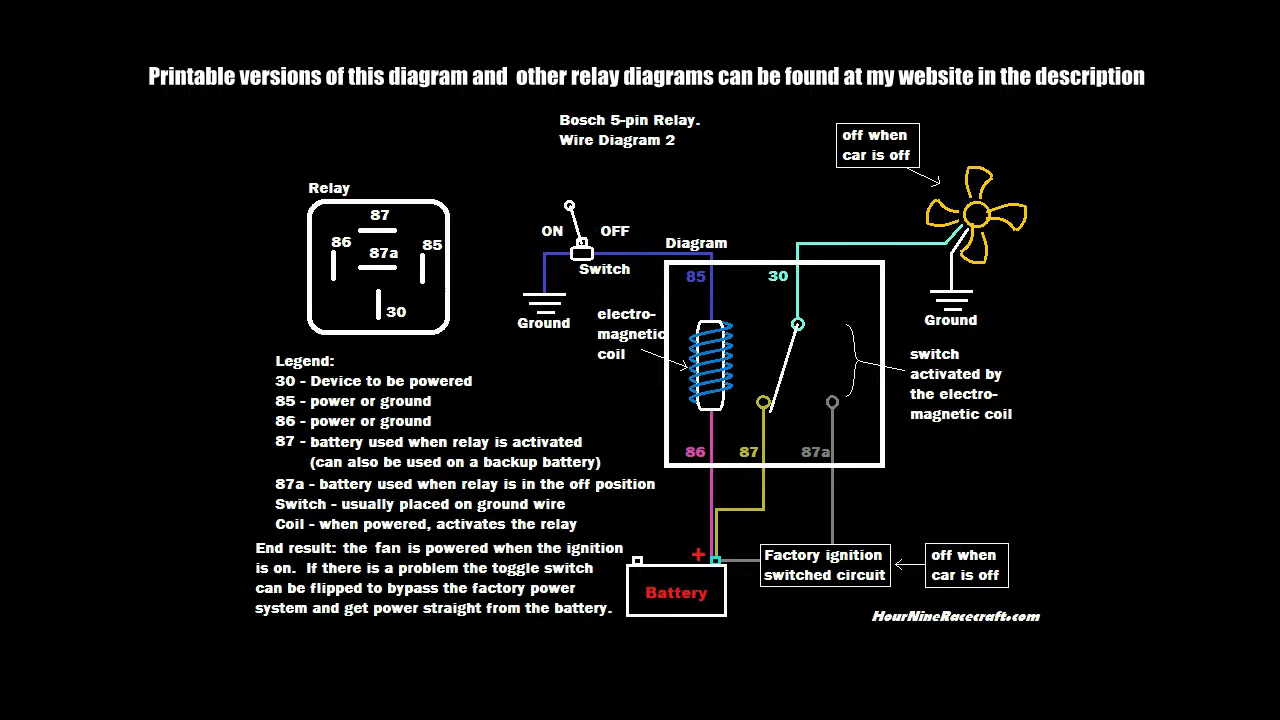 Printable versions of this diagram and other relay diagrams can be found at my website in the description
Bosch 5-pin Relay.
Wire Diagram 2
off when
car is off
Relay
87
86
85
87a
30
ON
OFF
Switch
Ground
Diagram
85
30
electro-
magnetic
coil
86
87
87a
Ground
switch
activated by
the electro-
magnetic coil
Legend:
30 - Device to be powered
85 - power or ground
86 - power or ground
87 - battery used when relay is activated
(can also be used on a backup battery)
87a - battery used when relay is in the off position
Switch - usually placed on ground wire
Coil - when powered, activates the relay
End result: the fan is powered when the ignition
is on. If there is a problem the toggle switch
can be flipped to bypass the factory power
system and get power straight from the battery.
+
Battery
Factory ignition
switched circuit
off when
car is off
HourNineRacecraft.com